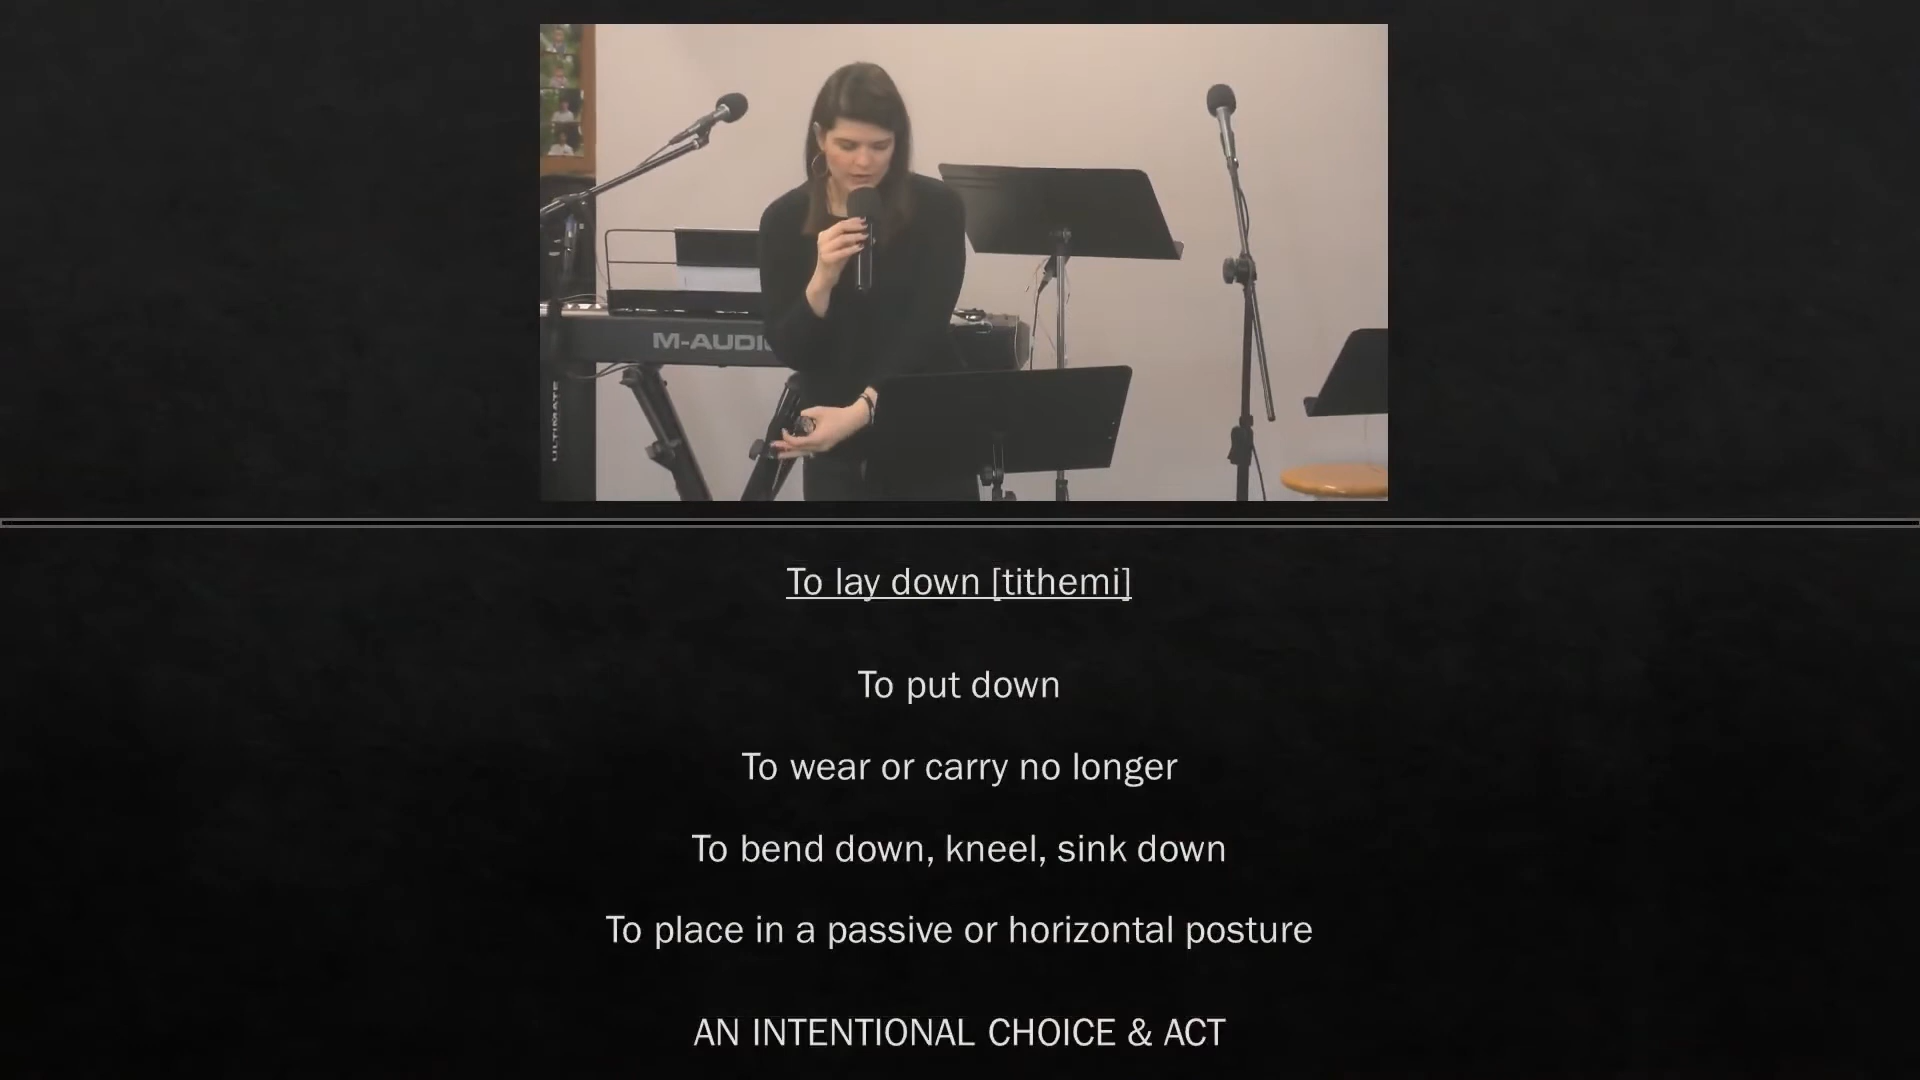 M-AUDI
ULTIMATE
To lay down [tithemi]
To put down
To wear or carry no longer
To bend down, kneel, sink down
To place in a passive or horizontal posture
AN INTENTIONAL CHOICE & ACT